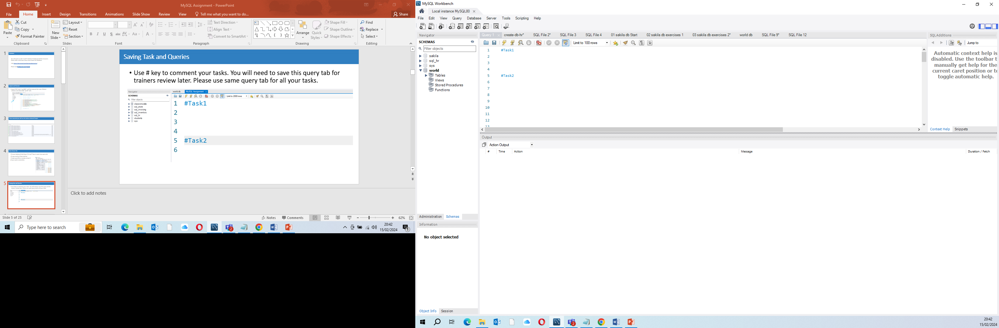 MySQL Assignment - PowerPoint
File Home Insert Design Transitions Animations Slide Show Review View Tell me what you want to do... Share
Paste
Cut
Copy
Format Painter
Clipboard
New
Slide
Layout
Reset
Section
Slides
Font
Text Direction
Align Text
Convert to SmartArt
Paragraph
Arrange
Quick
Styles
Shape Fill
Shape Outline
Shape Effects
Drawing
Find
Replace
Select
Editing
1
2
3
4
5
Saving Task and Queries
• Use # key to comment your tasks. You will need to save this query tab for
trainers review later. Please use same query tab for all your tasks.
Navigator
SCHEMAS
Filter objects
classicmodels
sql_store
sql_invoicing
sql_inventory
sql_hr
students
sys
world db MySQL Assignment
Limit to 2000 rows
1 #Task1
2
3
4
5 #Task2
6
Click to add notes
Slide 5 of 25
Notes Comments 62%
Type here to search
20:42
15/02/2024
MySQL Workbench
Local instance MySQL80
File Edit View Query Database Server Tools Scripting Help
Navigator
SCHEMAS
Filter objects
sakila
sql_hr
sys
world
Tables
Views
Stored Procedures
Functions
Administration Schemas
Information
No object selected
Object Info Session
Query 1 create-db-hr* SQL File 2* SQL File 3 SQL File 4 01 sakila db Start 02 sakila db exercises 1 03 sakila db exercises 2* world db SQL File 9* SQL File 12
Limit to 100 rows
1 #Task1
2
3
4
5 #Task2
6
7
8
9
10
11
12
13
SQLAdditions
Jump to
Automatic context help is
disabled. Use the toolbar t
manually get help for the
current caret position or to
toggle automatic help.
Context Help Snippets
Output
Action Output
# Time Action Message Duration / Fetch
20:42
15/02/2024